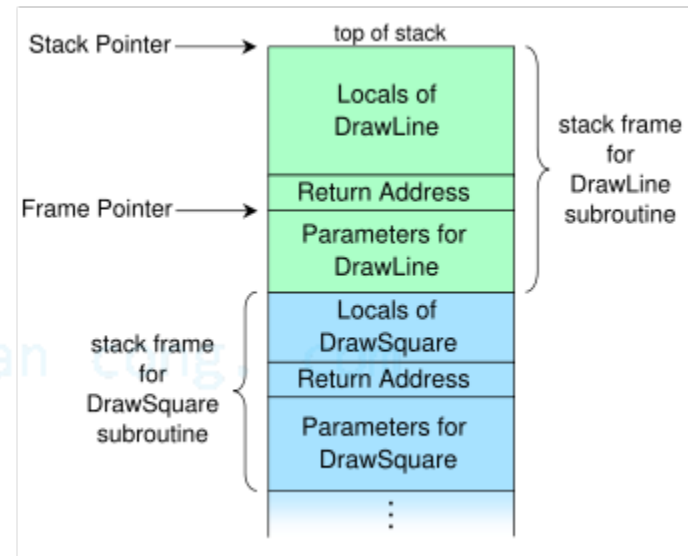 top of stack
Stack Pointer
Locals of
DrawLine
stack frame
for
DrawLine
subroutine
Return Address
Frame Pointer
Parameters for
DrawLine
Locals of
DrawSquare
stack frame
for
DrawSquare
subroutine
Return Address
Parameters for
DrawSquare